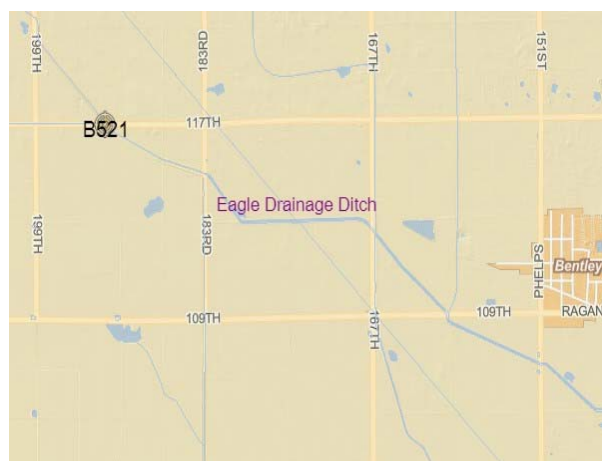 199TH
183RD
167TH
151ST
B521
117TH
Eagle Drainage Ditch
199TH
183RD
PHELPS
Bentley
109TH
167TH
109TH
RAGAN